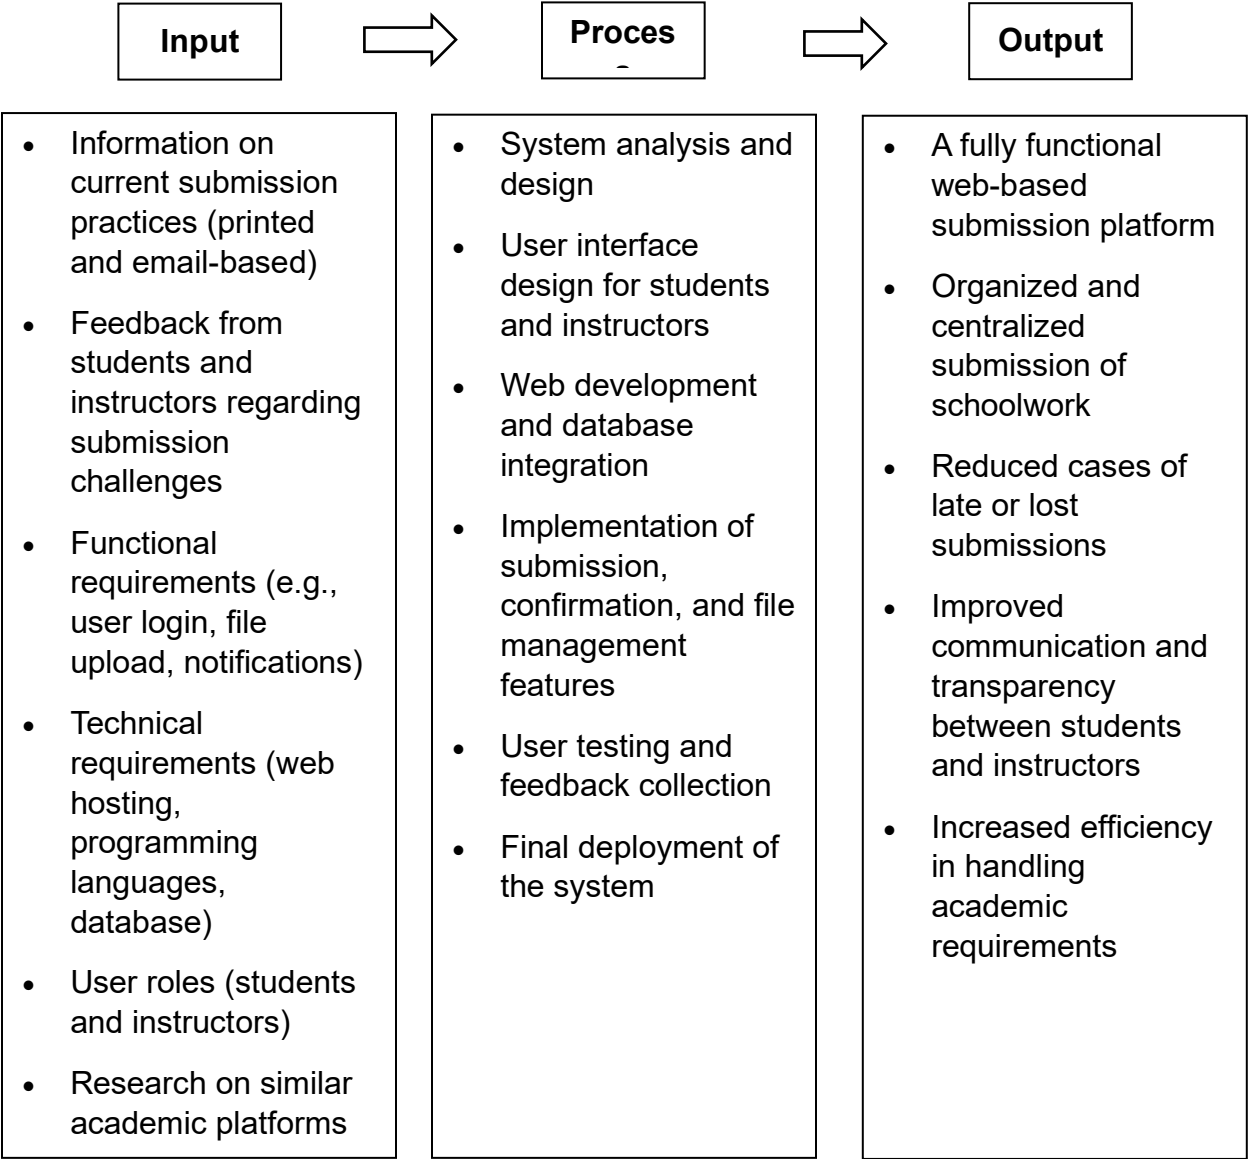 Input
Proces
Output
• Information on
current submission
practices (printed
and email-based)
• Feedback from
students and
instructors regarding
submission
challenges
• Functional
requirements (e.g.,
user login, file
upload, notifications)
• Technical
requirements (web
hosting,
programming
languages,
database)
• User roles (students
and instructors)
• Research on similar
academic platforms
• System analysis and
design
• User interface
design for students
and instructors
• Web development
and database
integration
• Implementation of
submission,
confirmation, and file
management
features
• User testing and
feedback collection
• Final deployment of
the system
• A fully functional
web-based
submission platform
• Organized and
centralized
submission of
schoolwork
• Reduced cases of
late or lost
submissions
• Improved
communication and
transparency
between students
and instructors
• Increased efficiency
in handling
academic
requirements